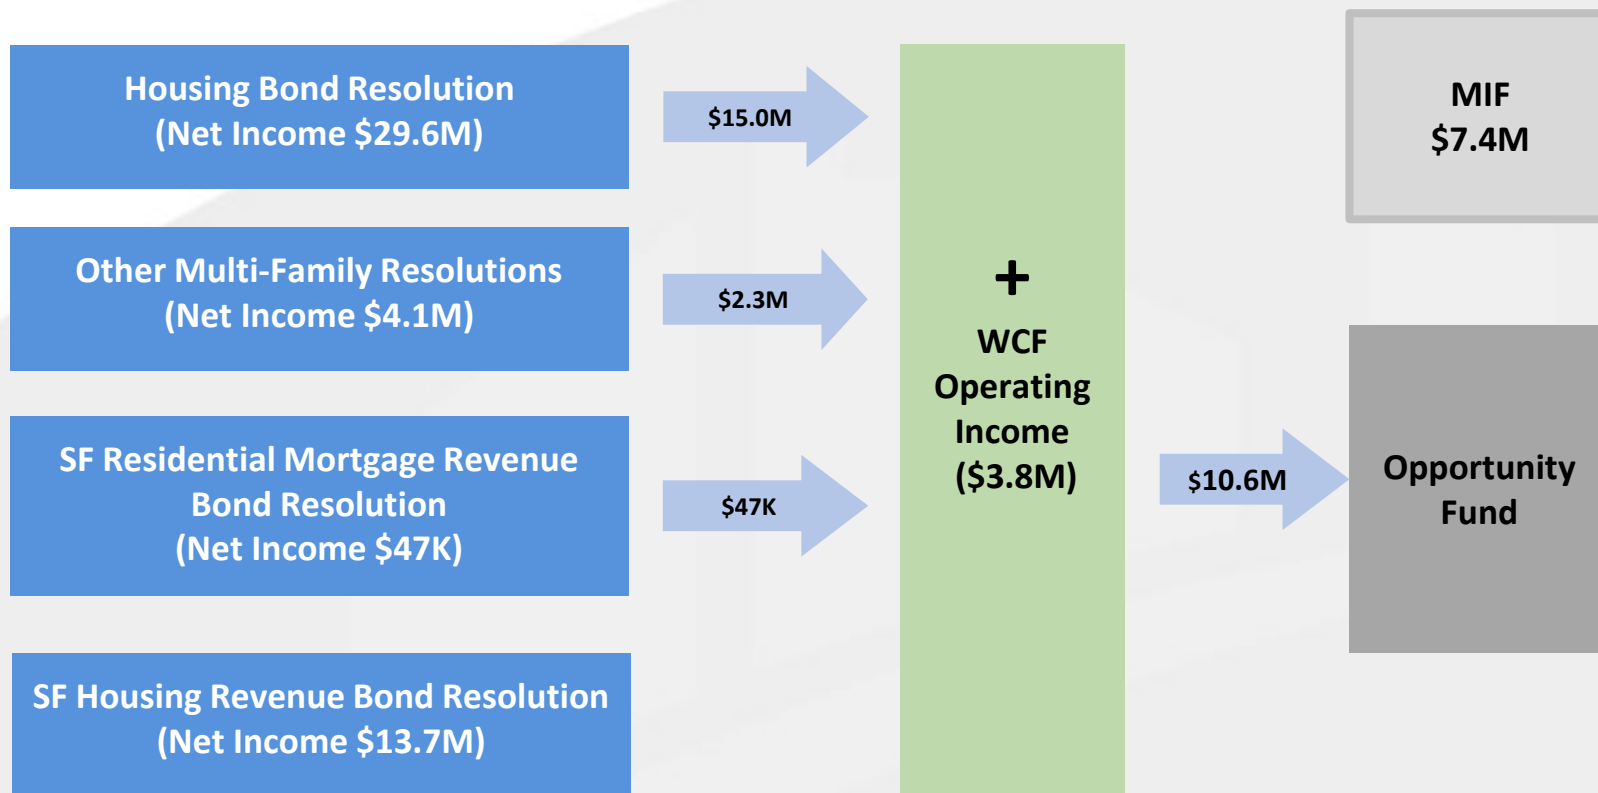 Housing Bond Resolution
(Net Income $29.6M)
$15.0M
MIF
$7.4M
Other Multi-Family Resolutions
(Net Income $4.1M)
$2.3M
+
WCF
Operating
Income
($3.8M)
SF Residential Mortgage Revenue
Bond Resolution
(Net Income $47K)
$47K
$10.6M
Opportunity
Fund
SF Housing Revenue Bond Resolution
(Net Income $13.7M)